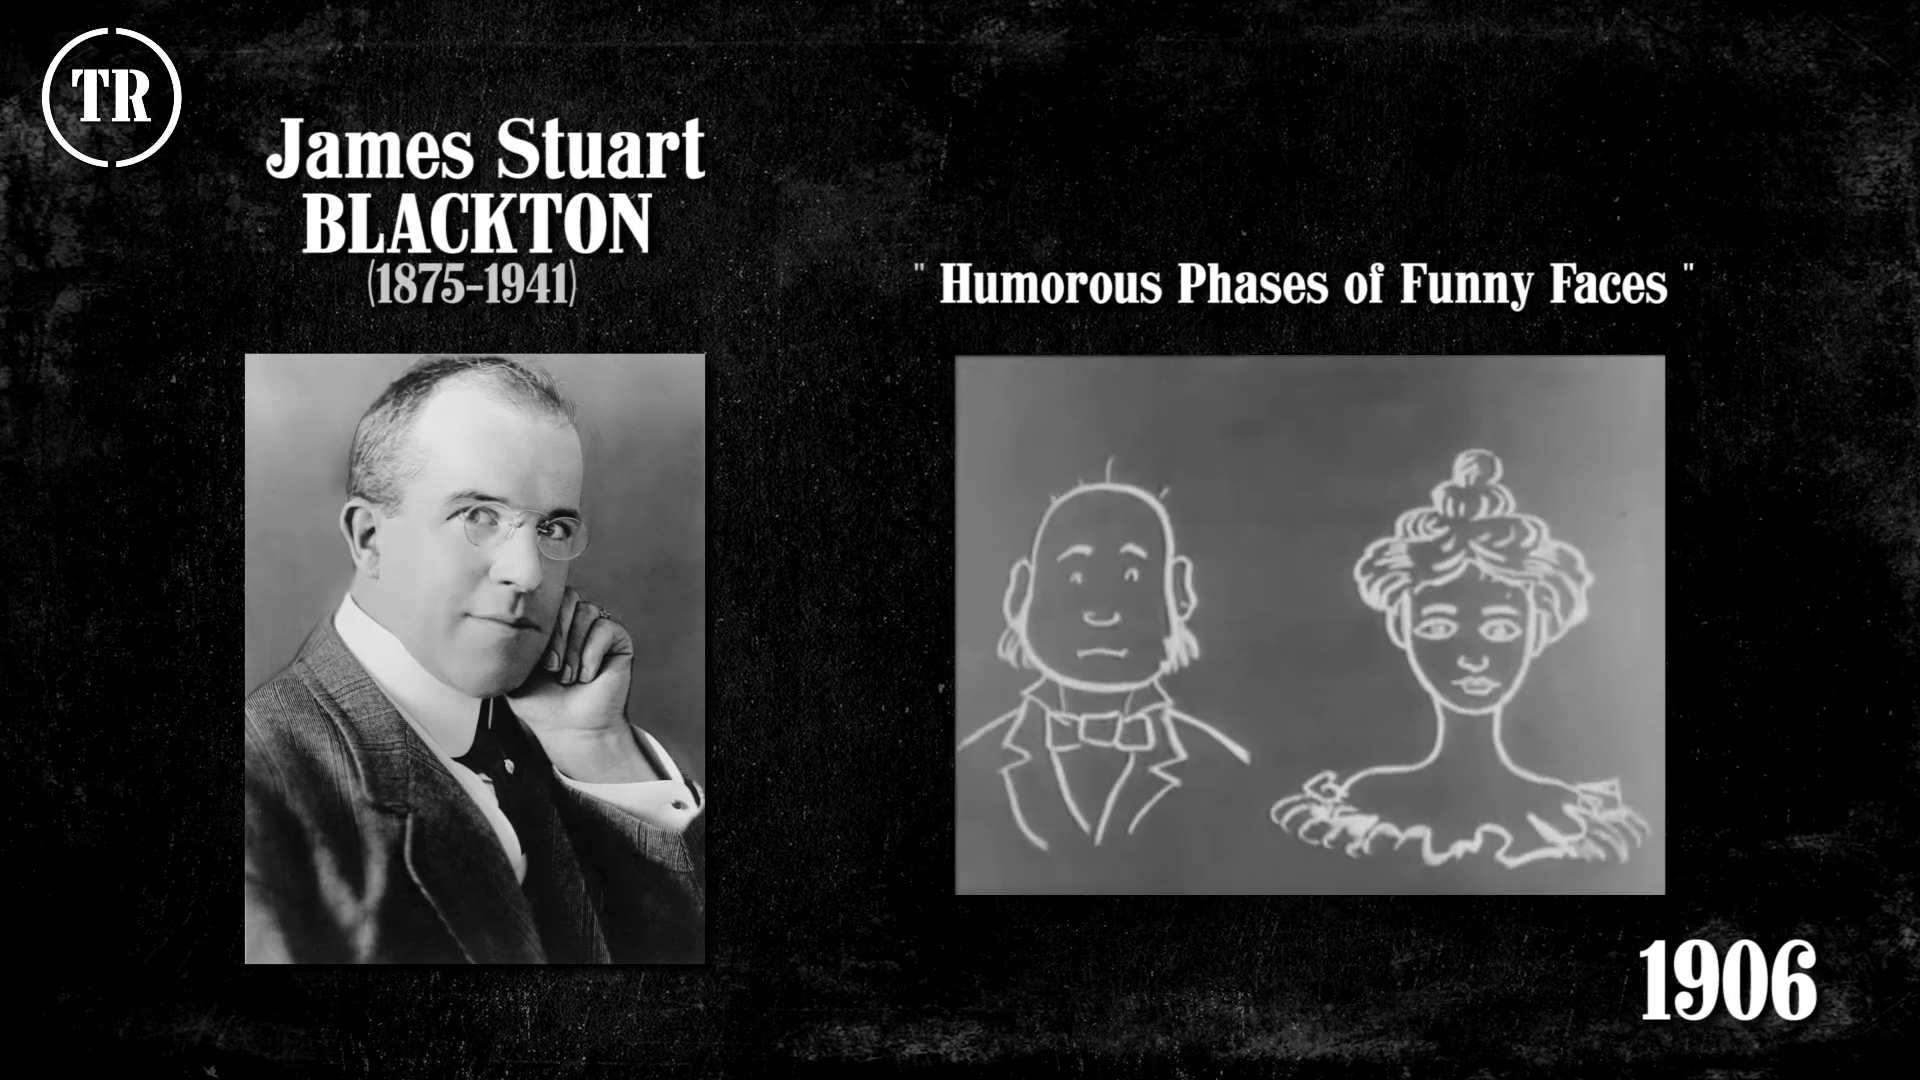 TR
James Stuart
BLACKTON
(1875-1941)
" Humorous Phases of Funny Faces "
1906